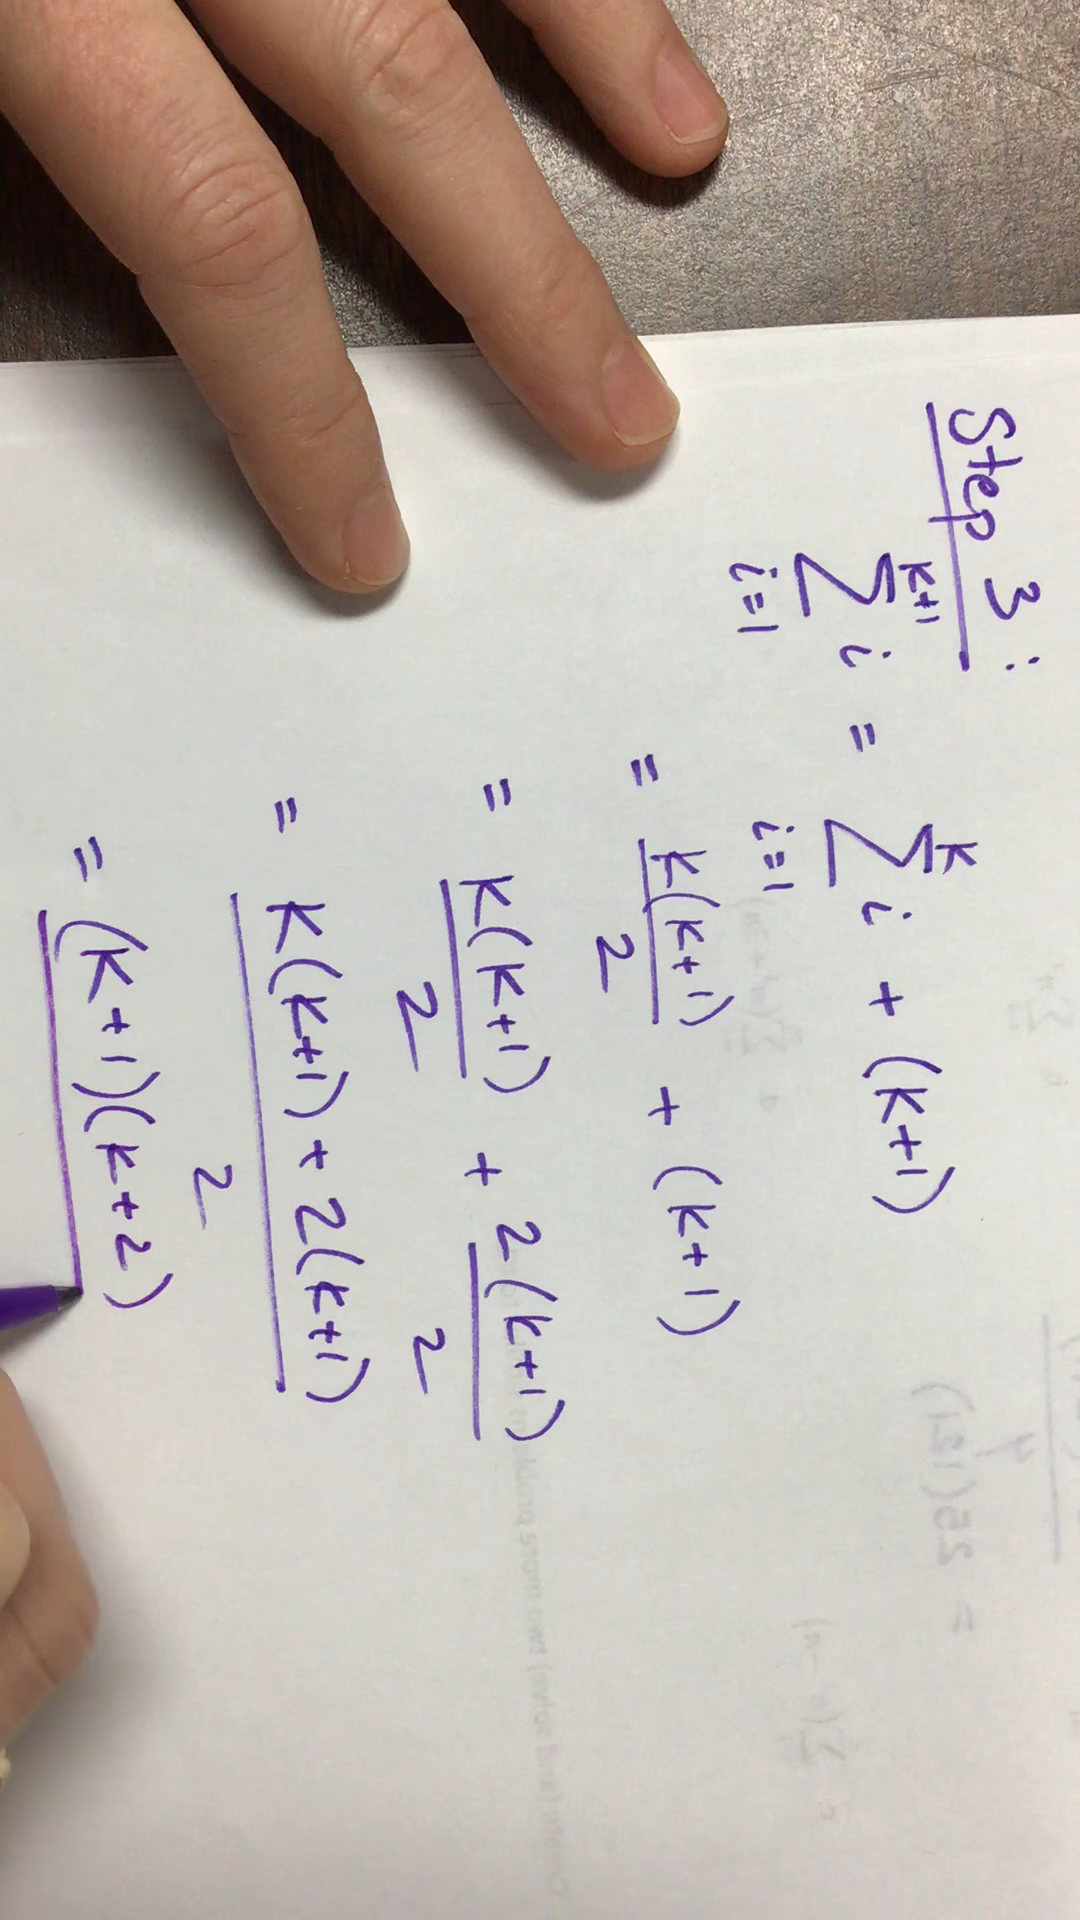 Step 3:
k+1
∑ i = k ∑ i + (k+1)
i=1 i=1
= k(k+1)/2 + (k+1)
= k(k+1)/2 + 2(k+1)/2
= k(k+1) + 2(k+1)
2
= (k+1)(k+2)